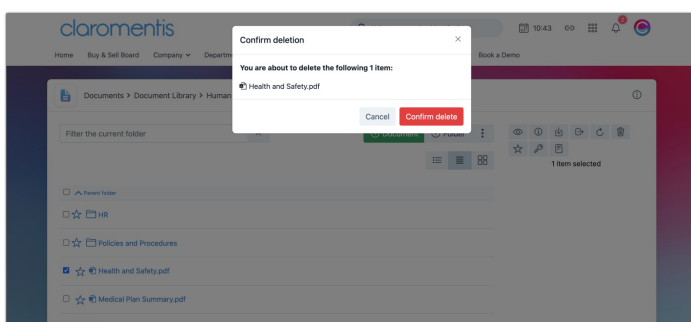 claromentis
10:43
2
Home Buy & Sell Board Company Departme Book a Demo
Confirm deletion
You are about to delete the following 1 item:
Health and Safety.pdf
Cancel Confirm delete
Documents > Document Library > Human
Filter the current folder
Document Folder
1 item selected
Parent folder
HR
Policies and Procedures
Health and Safety.pdf
Medical Plan Summary.pdf